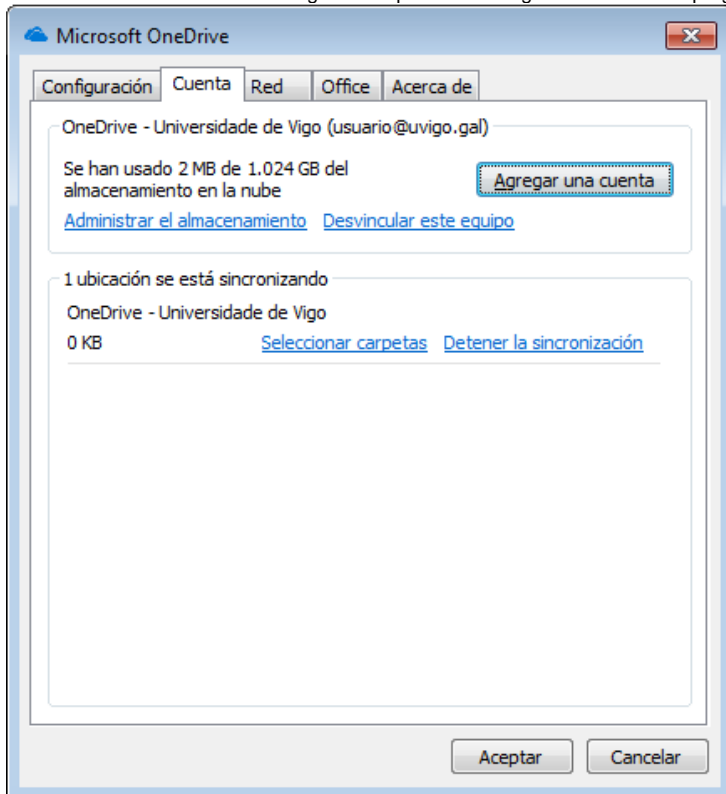 Microsoft OneDrive
Configuración Cuenta Red Office Acerca de
OneDrive - Universidade de Vigo (usuario@uvigo.gal)
Se han usado 2 MB de 1.024 GB del
almacenamiento en la nube
Agregar una cuenta
Administrar el almacenamiento Desvincular este equipo
1 ubicación se está sincronizando
OneDrive - Universidade de Vigo
0 KB Seleccionar carpetas Detener la sincronización
Aceptar Cancelar